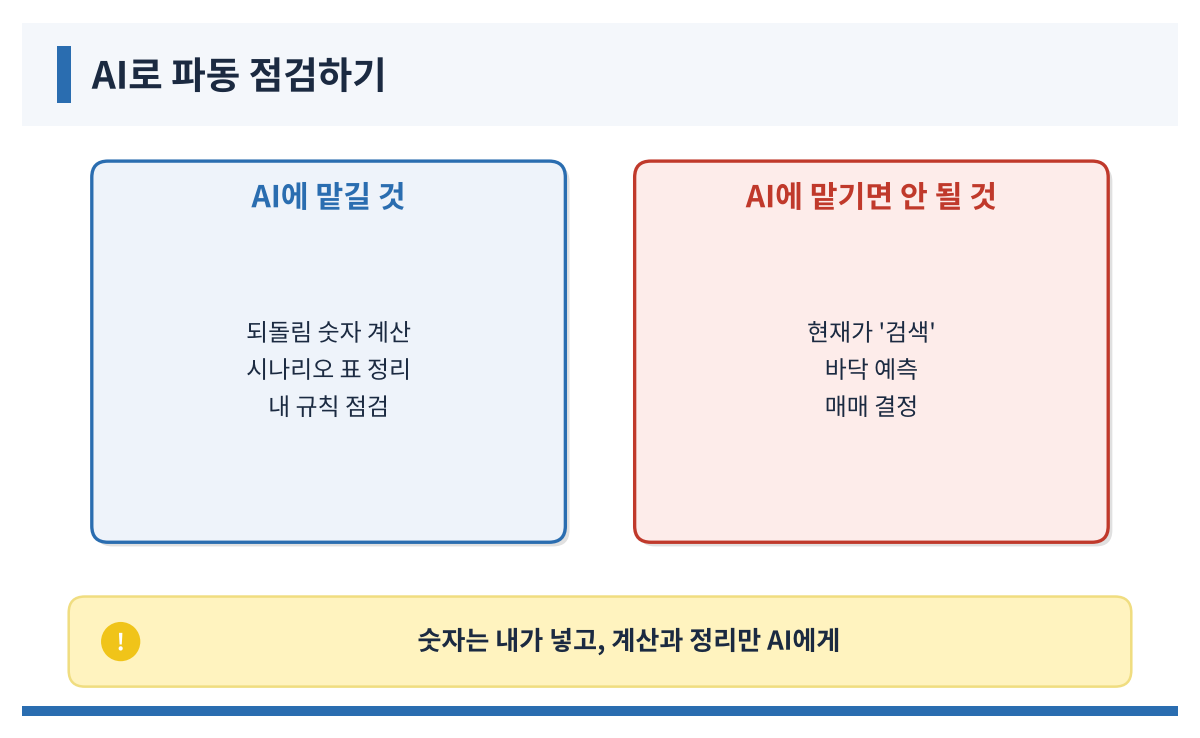 AI로 파동 점검하기
AI에 맡길 것
되돌림 숫자 계산
시나리오 표 정리
내 규칙 점검
AI에 맡기면 안 될 것
현재가 '검색'
바닥 예측
매매 결정
!
숫자는 내가 넣고, 계산과 정리만 AI에게